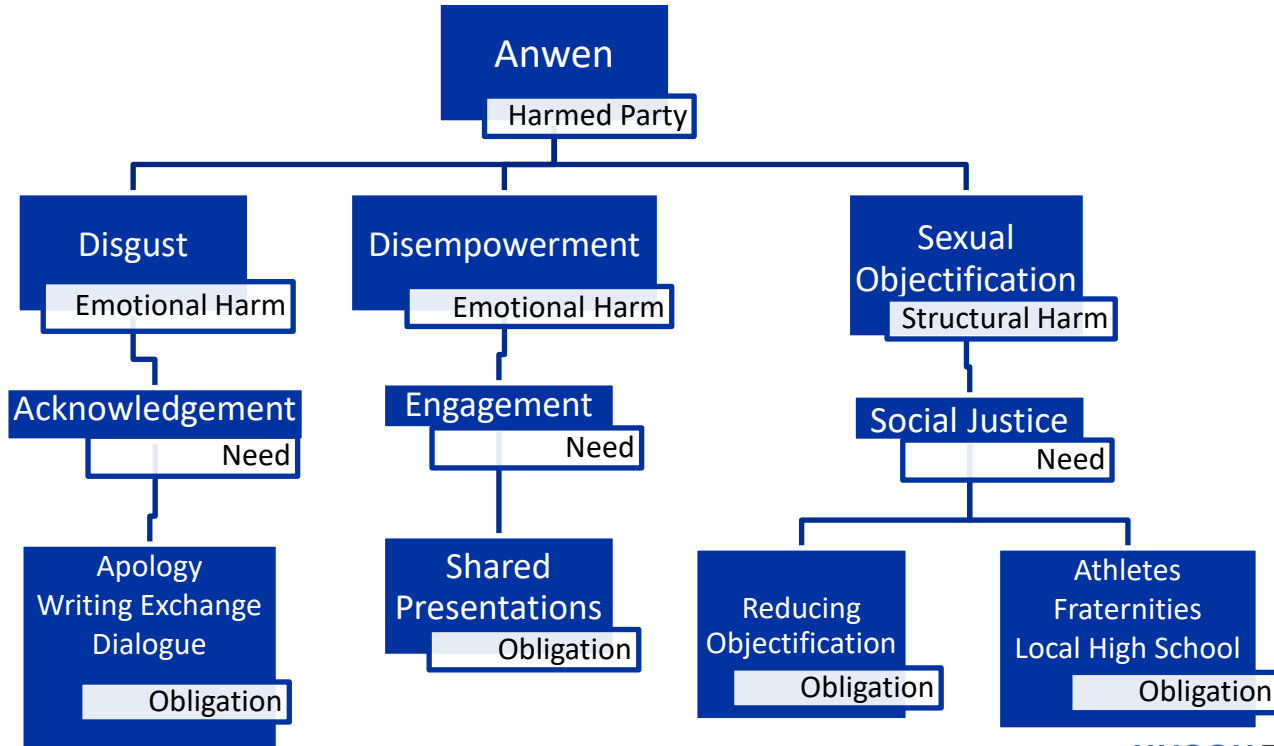 Anwen
Harmed Party
Disgust
Emotional Harm
Disempowerment
Emotional Harm
Sexual
Objectification
Structural Harm
Acknowledgement
Need
Engagement
Need
Social Justice
Need
Apology
Writing Exchange
Dialogue
Obligation
Shared
Presentations
Obligation
Reducing
Objectification
Obligation
Athletes
Fraternities
Local High School
Obligation